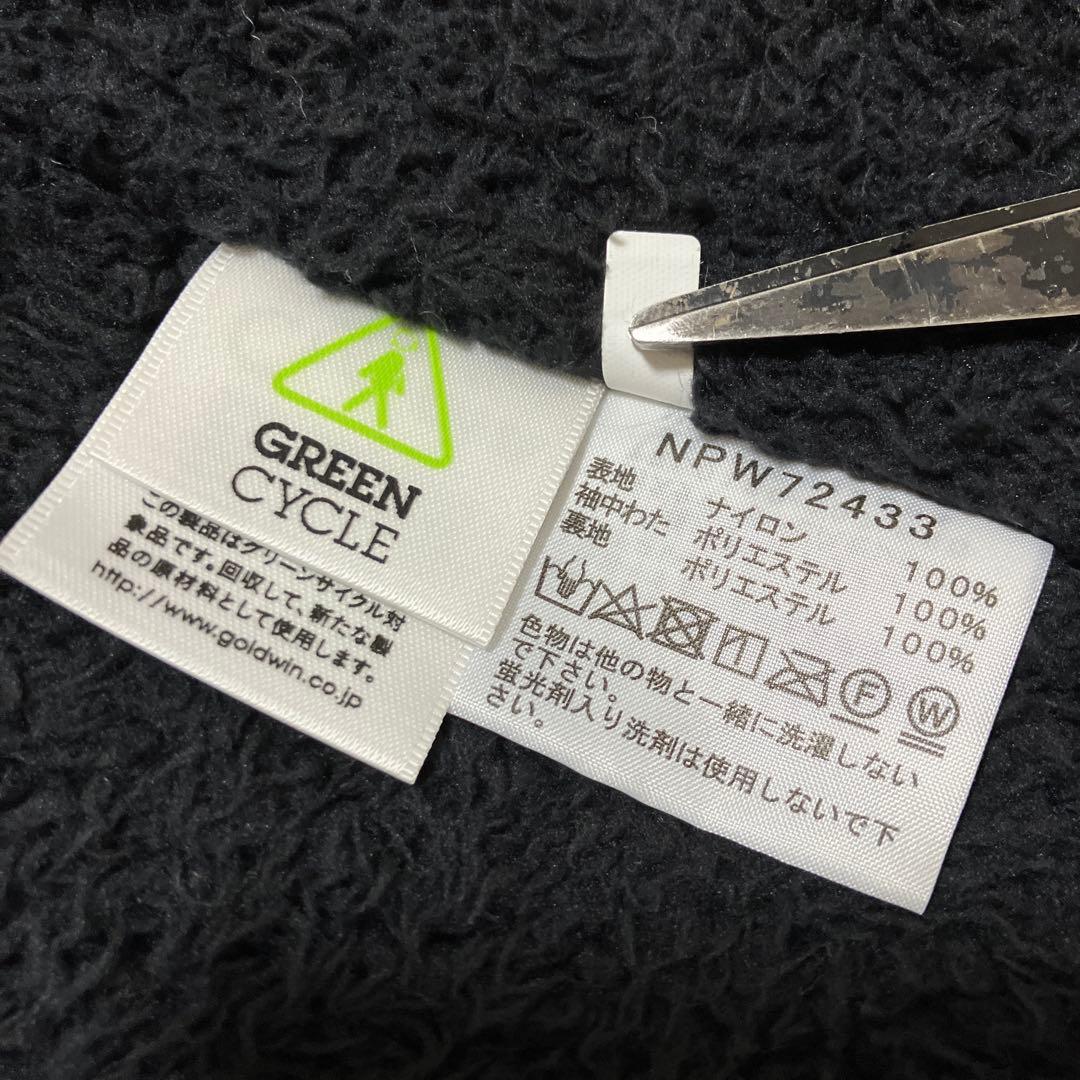 GREEN
CYCLE
この製品はグリーンサイクル対
象品です。回収して、新たな製
品の原材料として使用します。
http://www.goldwin.co.jp
NPW72433
表地 ナイロン 100%
袖中わた ポリエステル 100%
裏地 ポリエステル 100%
F
W
色物は他の物と一緒に洗濯しない
で下さい。
蛍光剤入り洗剤は使用しないで下
さい。